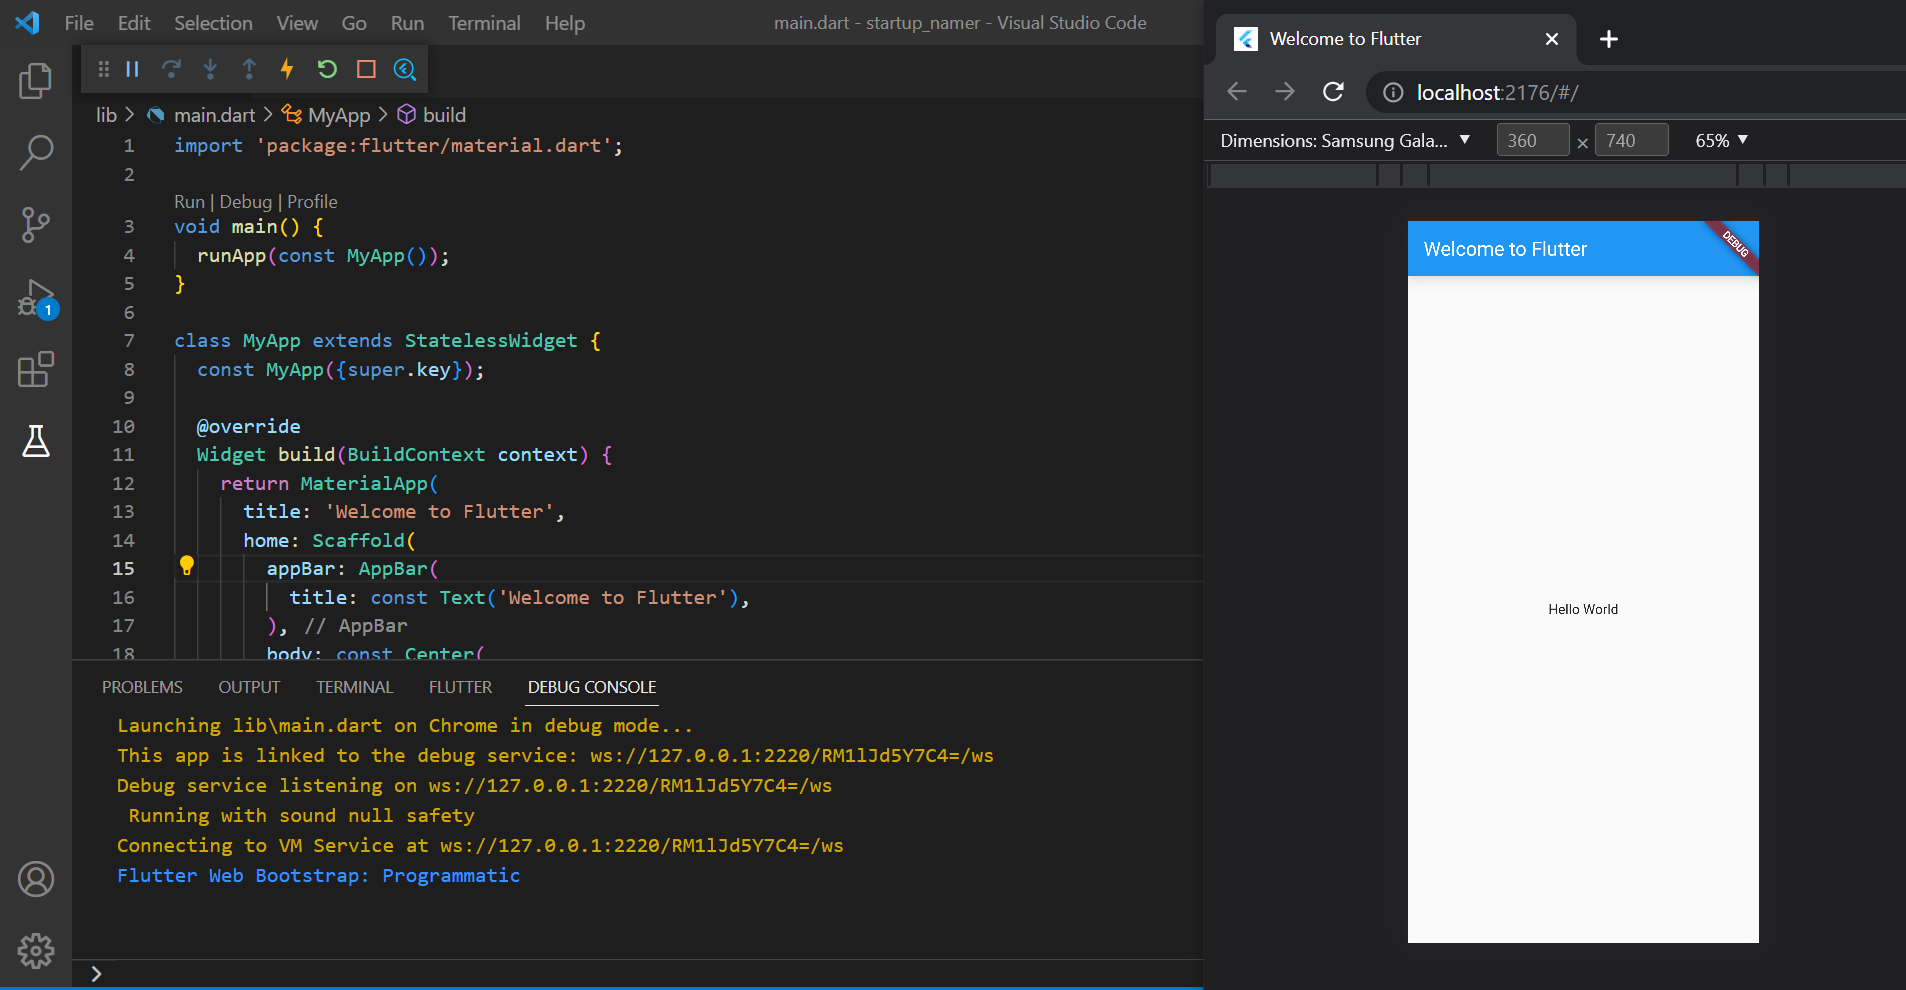 File Edit Selection View Go Run Terminal Help
main.dart - startup_namer - Visual Studio Code
lib > main.dart > MyApp > build
1 import 'package:flutter/material.dart';
2
Run | Debug | Profile
3 void main() {
4 runApp(const MyApp());
5 }
6
7 class MyApp extends StatelessWidget {
8 const MyApp({super.key});
9
10 @override
11 Widget build(BuildContext context) {
12 return MaterialApp(
13 title: 'Welcome to Flutter',
14 home: Scaffold(
15 appBar: AppBar(
16 title: const Text('Welcome to Flutter'),
17 ), // AppBar
18 body: const Center(
1
PROBLEMS OUTPUT TERMINAL FLUTTER DEBUG CONSOLE
Launching lib\main.dart on Chrome in debug mode...
This app is linked to the debug service: ws://127.0.0.1:2220/RM1lJd5Y7C4=/ws
Debug service listening on ws://127.0.0.1:2220/RM1lJd5Y7C4=/ws
Running with sound null safety
Connecting to VM Service at ws://127.0.0.1:2220/RM1lJd5Y7C4=/ws
Flutter Web Bootstrap: Programmatic
Welcome to Flutter
localhost:2176/#/
Dimensions: Samsung Gala... 360 × 740 65%
Welcome to Flutter
DEBUG
Hello World